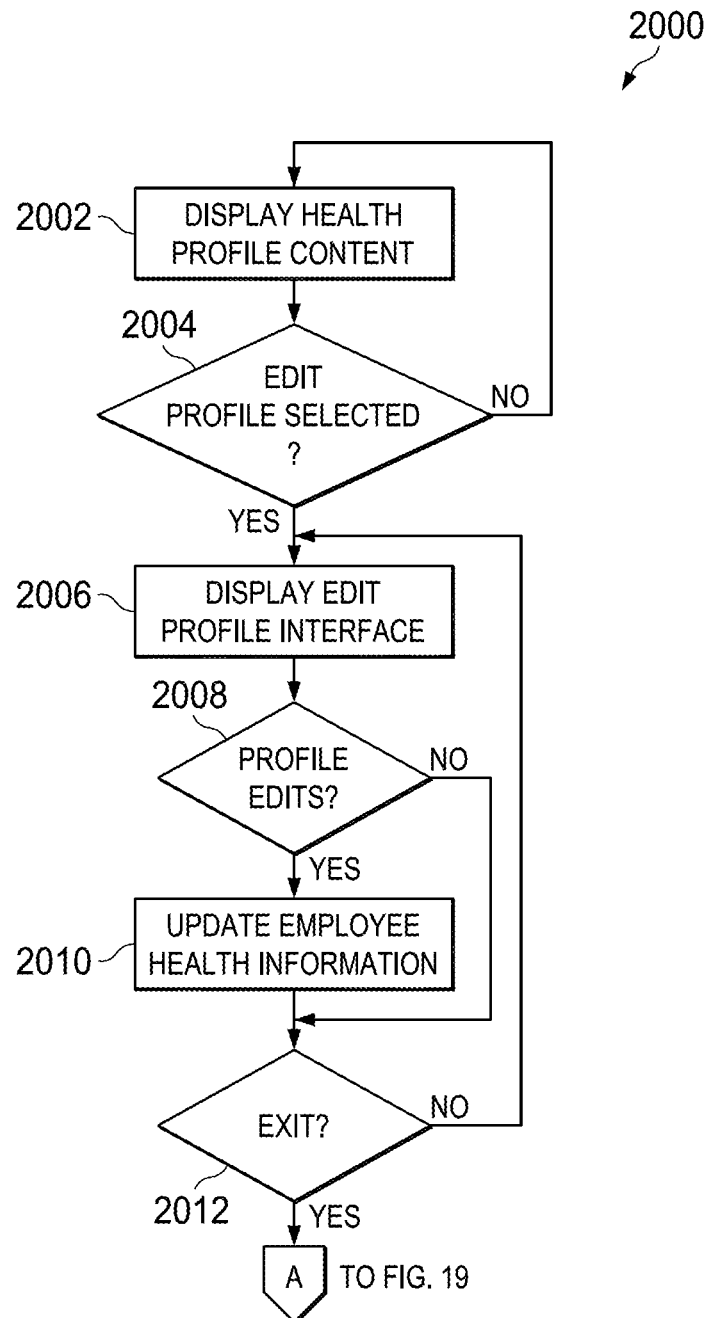 2000
2002
DISPLAY HEALTH
PROFILE CONTENT
2004
EDIT
PROFILE SELECTED
?
NO
YES
2006
DISPLAY EDIT
PROFILE INTERFACE
2008
PROFILE
EDITS?
NO
YES
2010
UPDATE EMPLOYEE
HEALTH INFORMATION
EXIT?
NO
2012
YES
A
TO FIG. 19